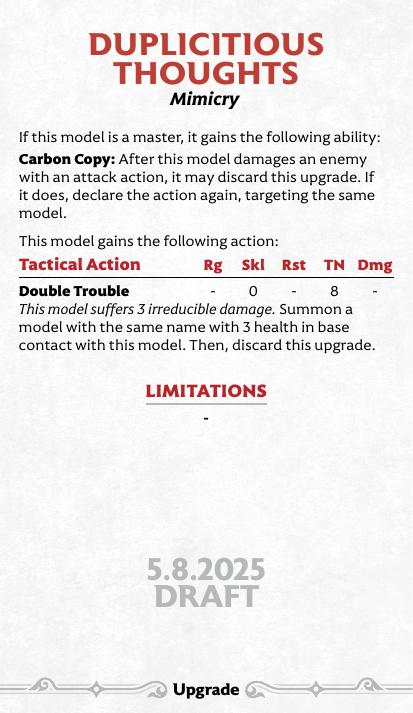 DUPLICITIOUS
THOUGHTS
Mimicry
If this model is a master, it gains the following ability:
Carbon Copy: After this model damages an enemy
with an attack action, it may discard this upgrade. If
it does, declare the action again, targeting the same
model.
This model gains the following action:
Tactical Action Rg Skl Rst TN Dmg
Double Trouble - 0 - 8 -
This model suffers 3 irreducible damage. Summon a
model with the same name with 3 health in base
contact with this model. Then, discard this upgrade.
LIMITATIONS
-
5.8.2025
DRAFT
Upgrade